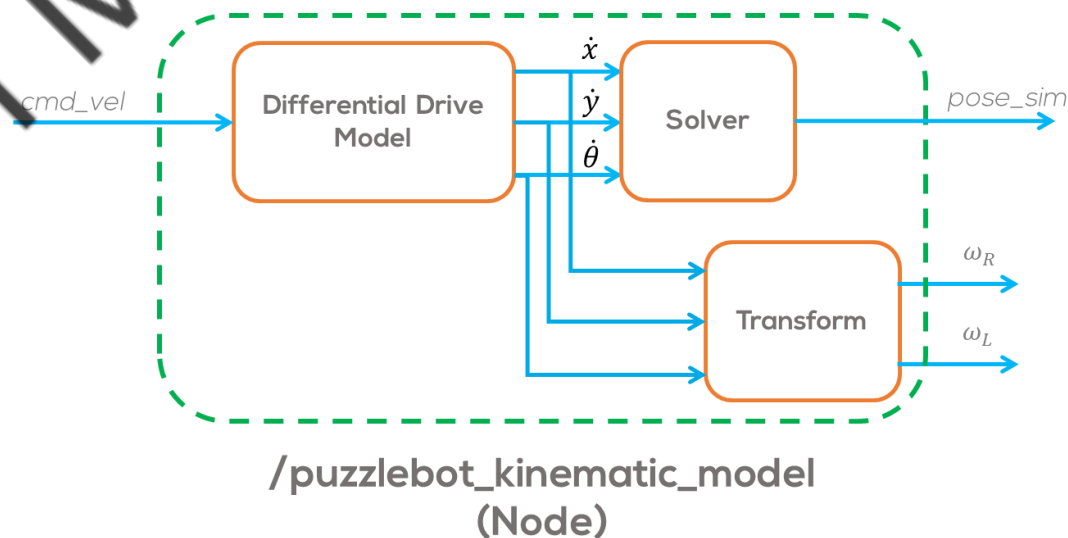 cmd_vel
Differential Drive
Model
ẋ
ẏ
θ̇
Solver
pose_sim
Transform
ω_R
ω_L
/puzzlebot_kinematic_model
(Node)